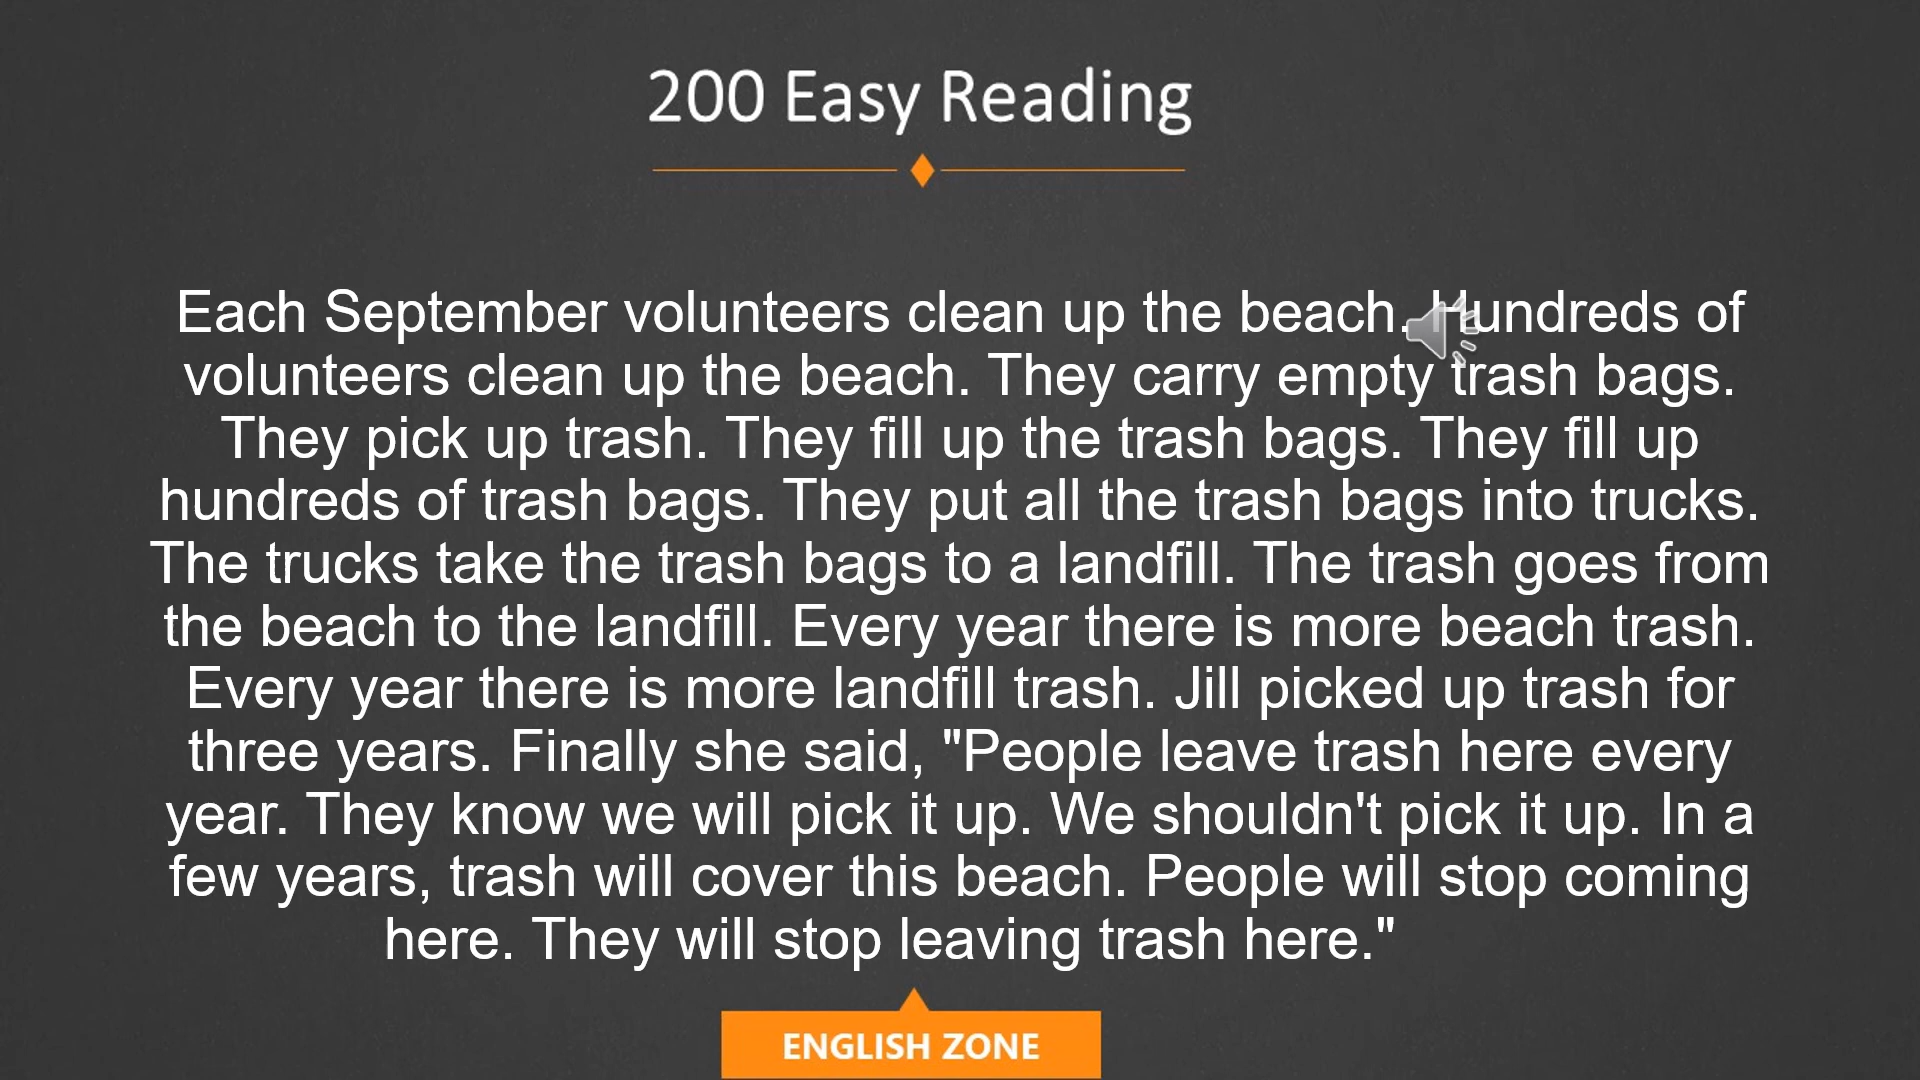 200 Easy Reading
Each September volunteers clean up the beach. Hundreds of
volunteers clean up the beach. They carry empty trash bags.
They pick up trash. They fill up the trash bags. They fill up
hundreds of trash bags. They put all the trash bags into trucks.
The trucks take the trash bags to a landfill. The trash goes from
the beach to the landfill. Every year there is more beach trash.
Every year there is more landfill trash. Jill picked up trash for
three years. Finally she said, "People leave trash here every
year. They know we will pick it up. We shouldn't pick it up. In a
few years, trash will cover this beach. People will stop coming
here. They will stop leaving trash here."
ENGLISH ZONE